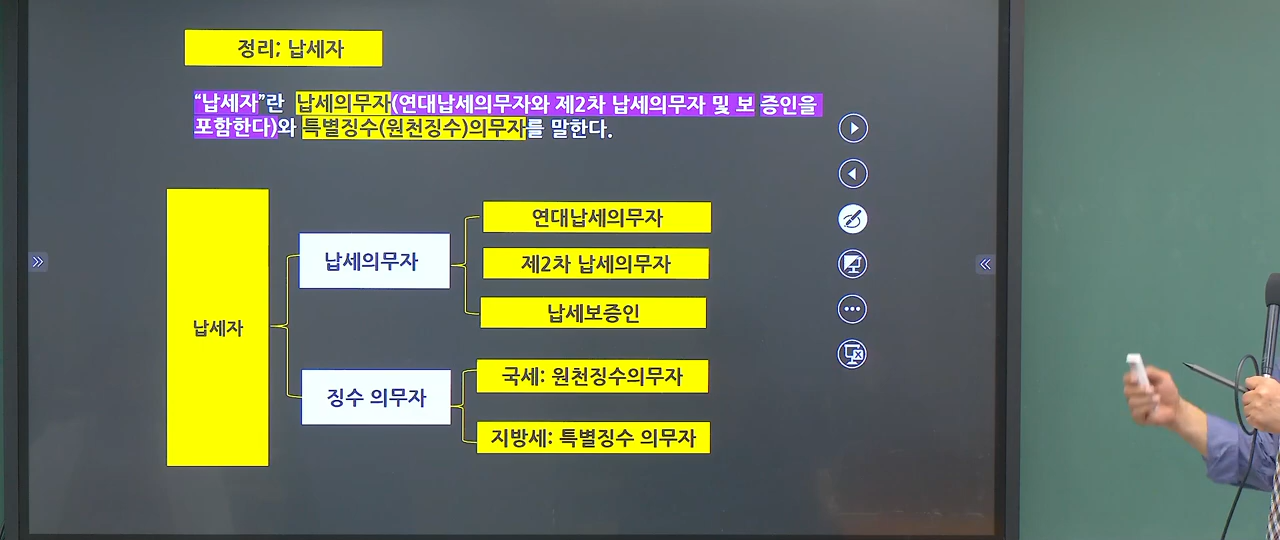 정리; 납세자
“납세자”란 납세의무자(연대납세의무자와 제2차 납세의무자 및 보 증인을
포함한다)와 특별징수(원천징수)의무자를 말한다.
납세자
납세의무자
연대납세의무자
제2차 납세의무자
납세보증인
징수 의무자
국세: 원천징수의무자
지방세: 특별징수 의무자